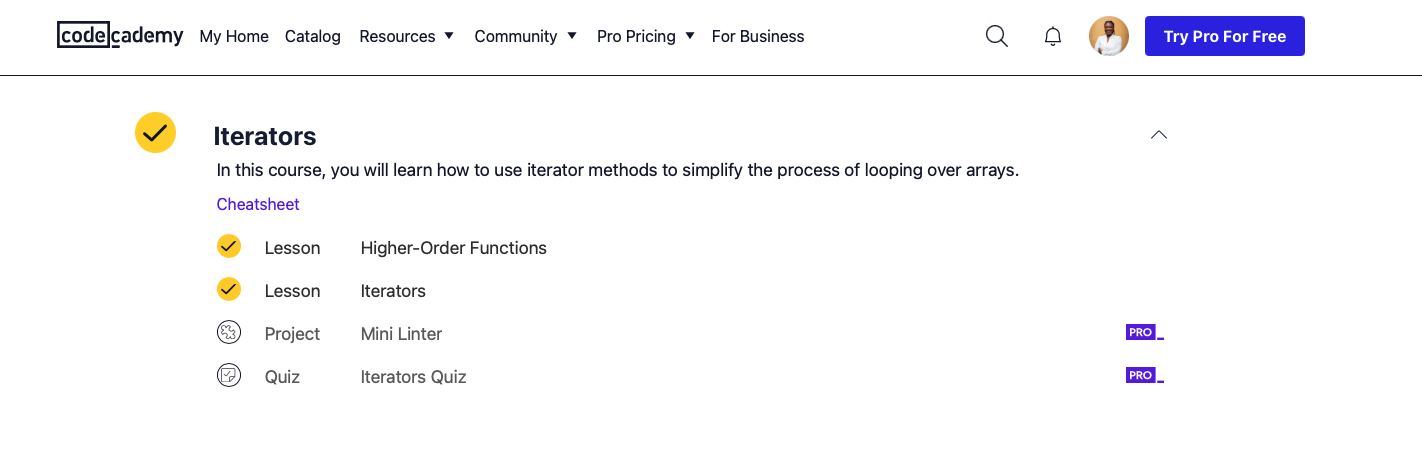 codecademy My Home Catalog Resources Community Pro Pricing For Business Try Pro For Free
Iterators
In this course, you will learn how to use iterator methods to simplify the process of looping over arrays.
Cheatsheet
Lesson Higher-Order Functions
Lesson Iterators
Project Mini Linter PRO_
Quiz Iterators Quiz PRO_